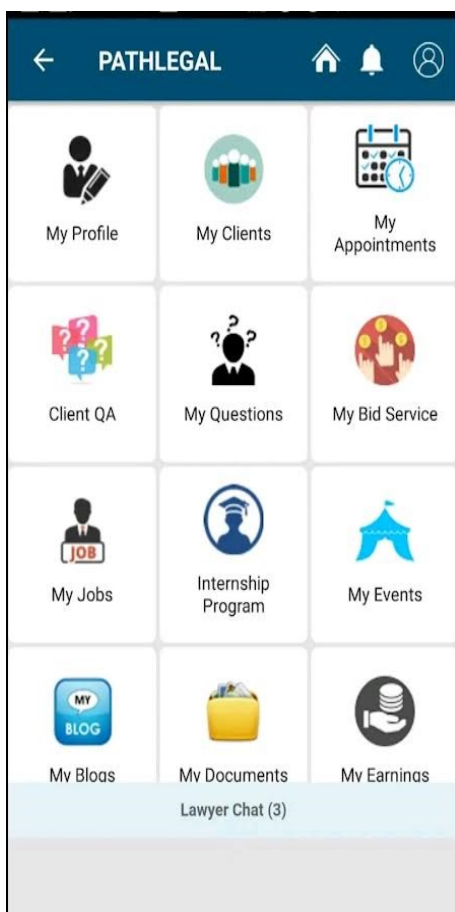 PATHLEGAL
My Profile
My Clients
My
Appointments
Client QA
My Questions
My Bid Service
JOB
My Jobs
Internship
Program
My Events
MY
BLOG
My Blogs
My Documents
My Earnings
Lawyer Chat (3)